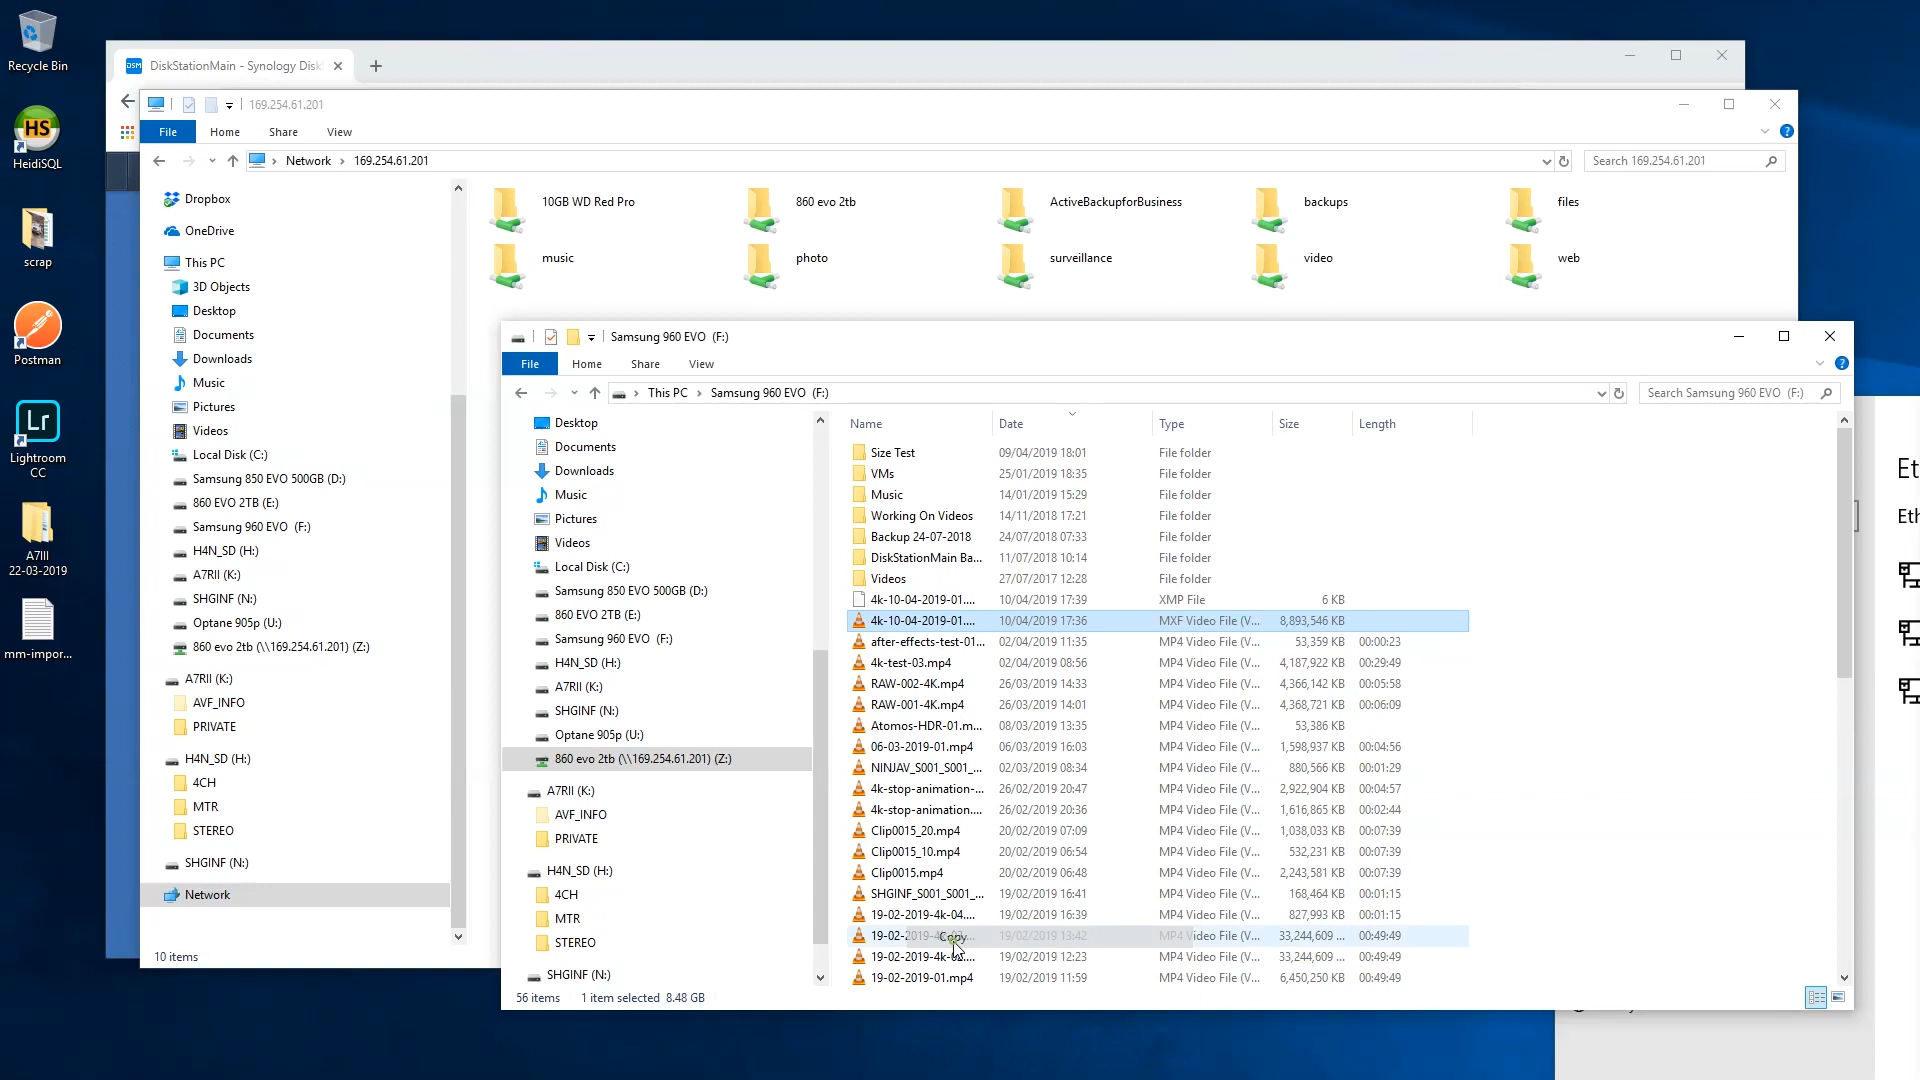 Recycle Bin
HeidiSQL
scrap
Postman
Lr
Lightroom
CC
A7III
22-03-2019
mm-impor...
DSM DiskStationMain - Synology Disk
169.254.61.201
File Home Share View
Network › 169.254.61.201
Search 169.254.61.201
Dropbox
OneDrive
This PC
3D Objects
Desktop
Documents
Downloads
Music
Pictures
Videos
Local Disk (C:)
Samsung 850 EVO 500GB (D:)
860 EVO 2TB (E:)
Samsung 960 EVO (F:)
H4N_SD (H:)
A7RII (K:)
SHGINF (N:)
Optane 905p (U:)
860 evo 2tb (\\169.254.61.201) (Z:)
A7RII (K:)
AVF_INFO
PRIVATE
H4N_SD (H:)
4CH
MTR
STEREO
SHGINF (N:)
Network
10 items
10GB WD Red Pro
860 evo 2tb
ActiveBackupforBusiness
backups
files
music
photo
surveillance
video
web
Samsung 960 EVO (F:)
File Home Share View
This PC › Samsung 960 EVO (F:)
Search Samsung 960 EVO (F:)
Desktop
Documents
Downloads
Music
Pictures
Videos
Local Disk (C:)
Samsung 850 EVO 500GB (D:)
860 EVO 2TB (E:)
Samsung 960 EVO (F:)
H4N_SD (H:)
A7RII (K:)
SHGINF (N:)
Optane 905p (U:)
860 evo 2tb (\\169.254.61.201) (Z:)
A7RII (K:)
AVF_INFO
PRIVATE
H4N_SD (H:)
4CH
MTR
STEREO
SHGINF (N:)
Name Date Type Size Length
Size Test 09/04/2019 18:01 File folder
VMs 25/01/2019 18:35 File folder
Music 14/01/2019 15:29 File folder
Working On Videos 14/11/2018 17:21 File folder
Backup 24-07-2018 24/07/2018 07:33 File folder
DiskStationMain Ba... 11/07/2018 10:14 File folder
Videos 27/07/2017 12:28 File folder
4k-10-04-2019-01.... 10/04/2019 17:39 XMP File 6 KB
4k-10-04-2019-01.... 10/04/2019 17:36 MXF Video File (V... 8,893,546 KB
after-effects-test-01... 02/04/2019 11:35 MP4 Video File (V... 53,359 KB 00:00:23
4k-test-03.mp4 02/04/2019 08:56 MP4 Video File (V... 4,187,922 KB 00:29:49
RAW-002-4K.mp4 26/03/2019 14:33 MP4 Video File (V... 4,366,142 KB 00:05:58
RAW-001-4K.mp4 26/03/2019 14:01 MP4 Video File (V... 4,368,721 KB 00:06:09
Atomos-HDR-01.m... 08/03/2019 13:35 MP4 Video File (V... 53,386 KB
06-03-2019-01.mp4 06/03/2019 16:03 MP4 Video File (V... 1,598,937 KB 00:04:56
NINJAV_S001_S001_... 02/03/2019 08:34 MP4 Video File (V... 880,566 KB 00:01:29
4k-stop-animation-... 26/02/2019 20:47 MP4 Video File (V... 2,922,904 KB 00:04:57
4k-stop-animation.... 26/02/2019 20:36 MP4 Video File (V... 1,616,865 KB 00:02:44
Clip0015_20.mp4 20/02/2019 07:09 MP4 Video File (V... 1,038,033 KB 00:07:39
Clip0015_10.mp4 20/02/2019 06:54 MP4 Video File (V... 532,231 KB 00:07:39
Clip0015.mp4 20/02/2019 06:48 MP4 Video File (V... 2,243,581 KB 00:07:39
SHGINF_S001_S001_... 19/02/2019 16:41 MP4 Video File (V... 168,464 KB 00:01:15
19-02-2019-4k-04.... 19/02/2019 16:39 MP4 Video File (V... 827,993 KB 00:01:15
Copy 19/02/2019 13:42 MP4 Video File (V... 33,244,609 ... 00:49:49
19/02/2019 12:23 MP4 Video File (V... 33,244,609 ... 00:49:49
19-02-2019-01.mp4 19/02/2019 11:59 MP4 Video File (V... 6,450,250 KB 00:49:49
56 items 1 item selected 8.48 GB
Et
Eth